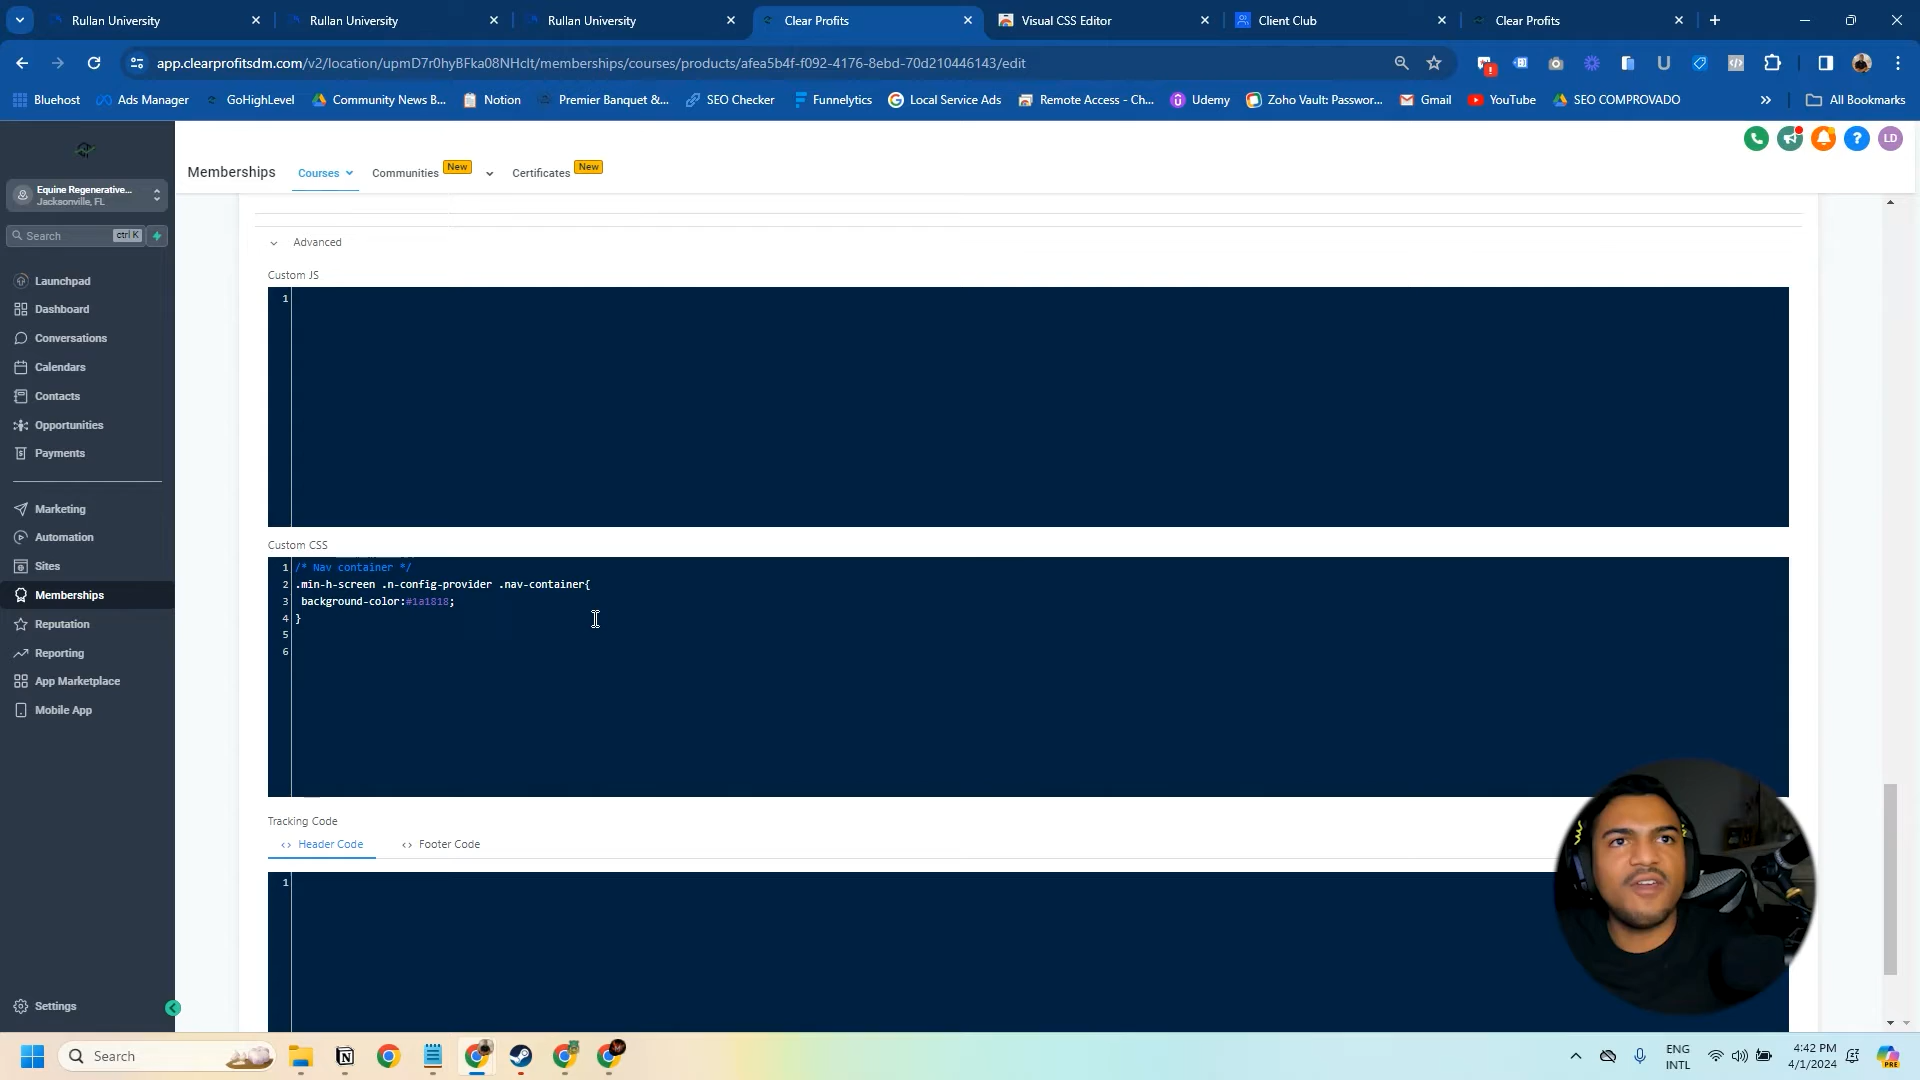 Rullan University
Rullan University
Rullan University
Clear Profits
Visual CSS Editor
Client Club
Clear Profits
app.clearprofitsdm.com/v2/location/upmD7r0hyBFka08NHclt/memberships/courses/products/afea5b4f-f092-4176-8ebd-70d210446143/edit
Bluehost
Ads Manager
GoHighLevel
Community News B...
Notion
Premier Banquet &...
SEO Checker
Funnelytics
Local Service Ads
Remote Access - Ch...
Udemy
Zoho Vault: Passwor...
Gmail
YouTube
SEO COMPROVADO
All Bookmarks
Equine Regenerative...
Jacksonville, FL
Search ctrl K
Launchpad
Dashboard
Conversations
Calendars
Contacts
Opportunities
Payments
Marketing
Automation
Sites
Memberships
Reputation
Reporting
App Marketplace
Mobile App
Settings
Memberships
Courses
Communities New
Certificates New
LD
Advanced
Custom JS
1
Custom CSS
1 /* Nav container */
2 .min-h-screen .n-config-provider .nav-container{
3 background-color:#1a1818;
4 }
5
6
Tracking Code
<> Header Code
<> Footer Code
1
Search
ENG
INTL
4:42 PM
4/1/2024
PRE